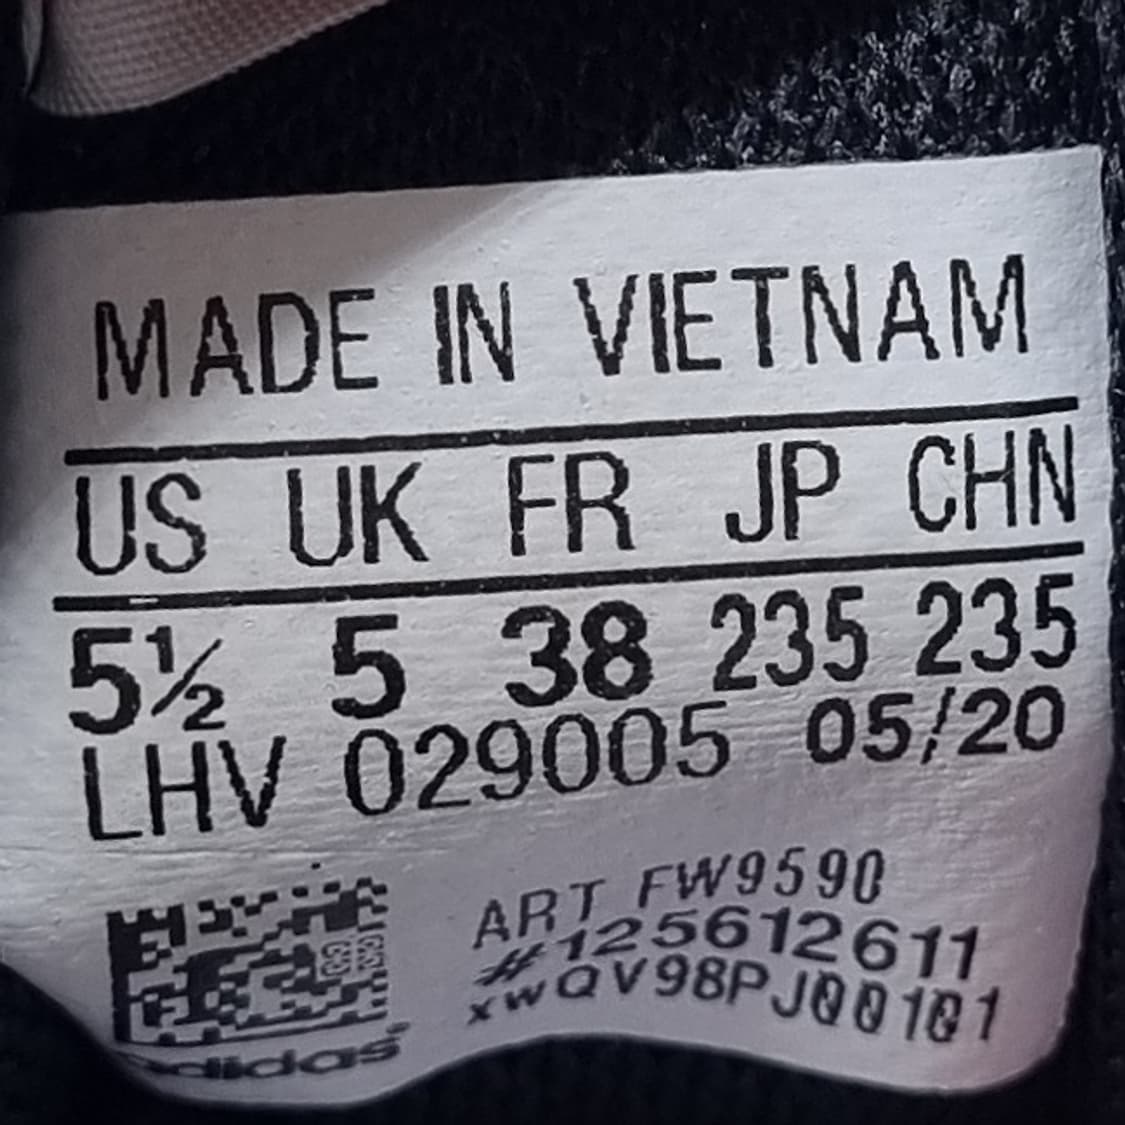 MADE IN VIETNAM
US UK FR JP CHN
5½ 5 38 235 235
LHV 029005 05/20
ART FW9590
#125612611
xwQV98PJ00101
adidas